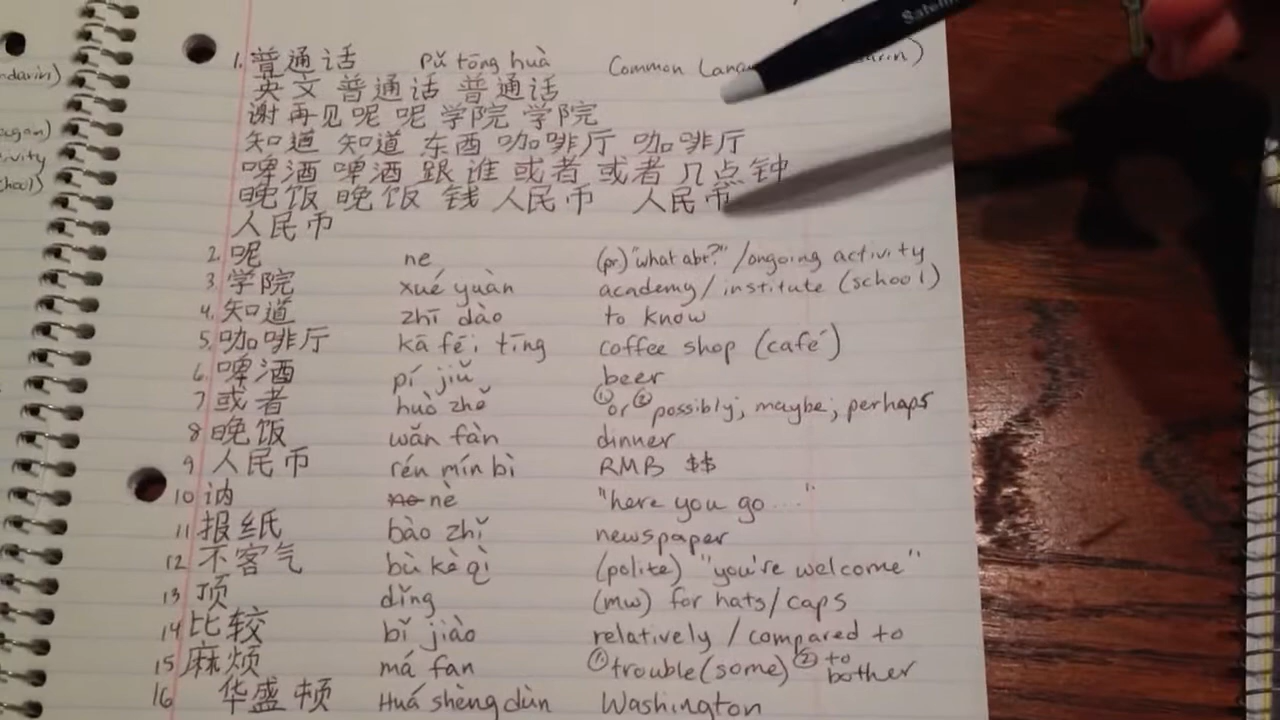 ndarin)
agan)
ivity
chool)
1. 普通话 pǔ tōng huà Common
英文 普通话 普通话
谢 再见 呢 呢 学院 学院
知道 知道 东西 咖啡厅 咖啡厅
啤酒 啤酒 跟 谁 或者 或者 几点钟
晚饭 晚饭 钱 人民币 人民币
人民币
2. 呢 ne (pr) "what abt?" / ongoing activity
3. 学院 xué yuàn academy / institute (school)
4. 知道 zhī dào to know
5. 咖啡厅 kā fēi tīng coffee shop (café)
6. 啤酒 pí jiǔ beer
7 或者 huò zhě ① or ② possibly; maybe; perhaps
8 晚饭 wǎn fàn dinner
9 人民币 rén mín bì RMB $$
10 讷 nè "here you go...."
11 报纸 bào zhǐ newspaper
12 不客气 bù kè qì (polite) "you're welcome"
13 顶 dǐng (mw) for hats/caps
14 比较 bǐ jiào relatively / compared to
15 麻烦 má fan ① trouble(some) ② to bother
16 华盛顿 Huá shèng dùn Washington
Satelli